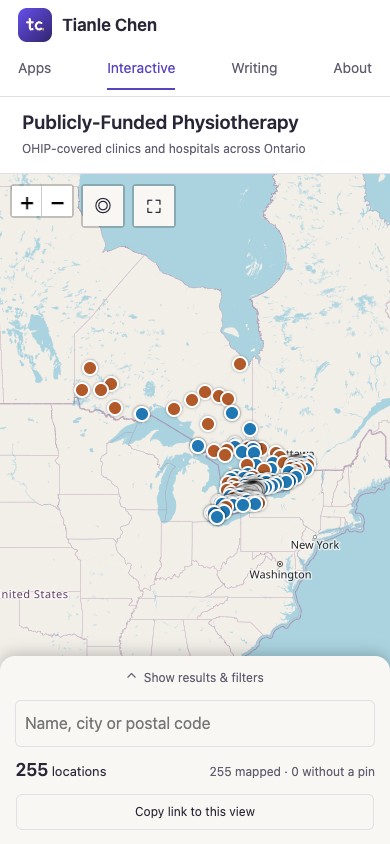 tc
Tianle Chen
Apps Interactive Writing About
Publicly-Funded Physiotherapy
OHIP-covered clinics and hospitals across Ontario
+ −
New York
Washington
nited States
Show results & filters
Name, city or postal code
255 locations
255 mapped · 0 without a pin
Copy link to this view